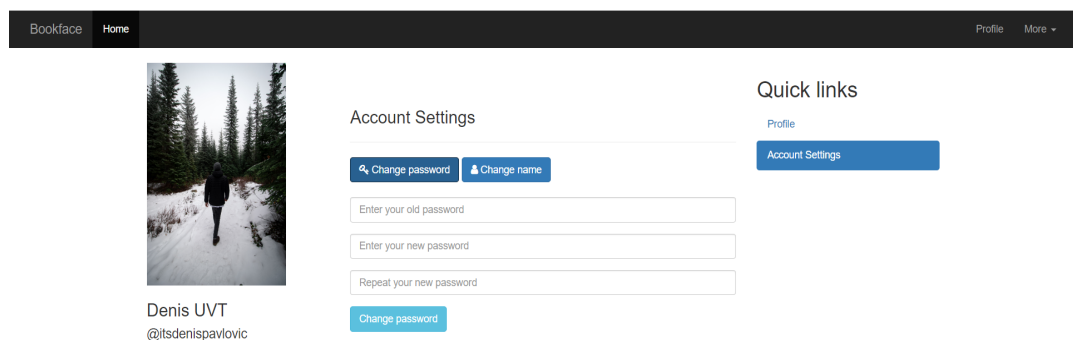 Bookface Home Profile More
Denis UVT
@itsdenispavlovic
Account Settings
Change password Change name
Enter your old password
Enter your new password
Repeat your new password
Change password
Quick links
Profile
Account Settings